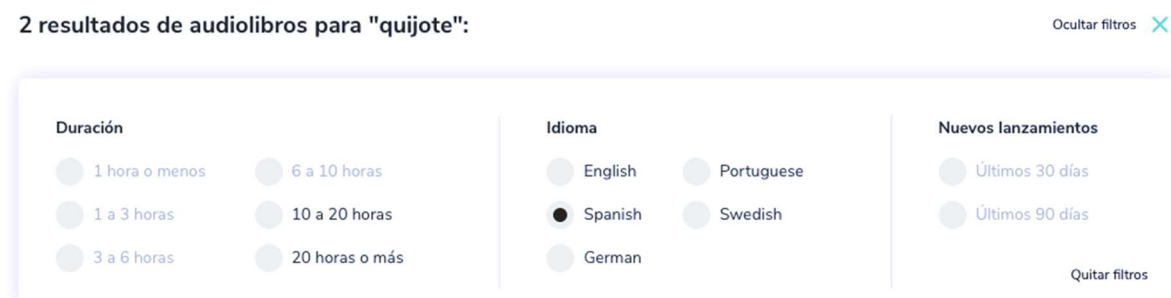 2 resultados de audiolibros para "quijote":
Ocultar filtros
Duración
1 hora o menos
6 a 10 horas
1 a 3 horas
10 a 20 horas
3 a 6 horas
20 horas o más
Idioma
English
Portuguese
Spanish
Swedish
German
Nuevos lanzamientos
Últimos 30 días
Últimos 90 días
Quitar filtros